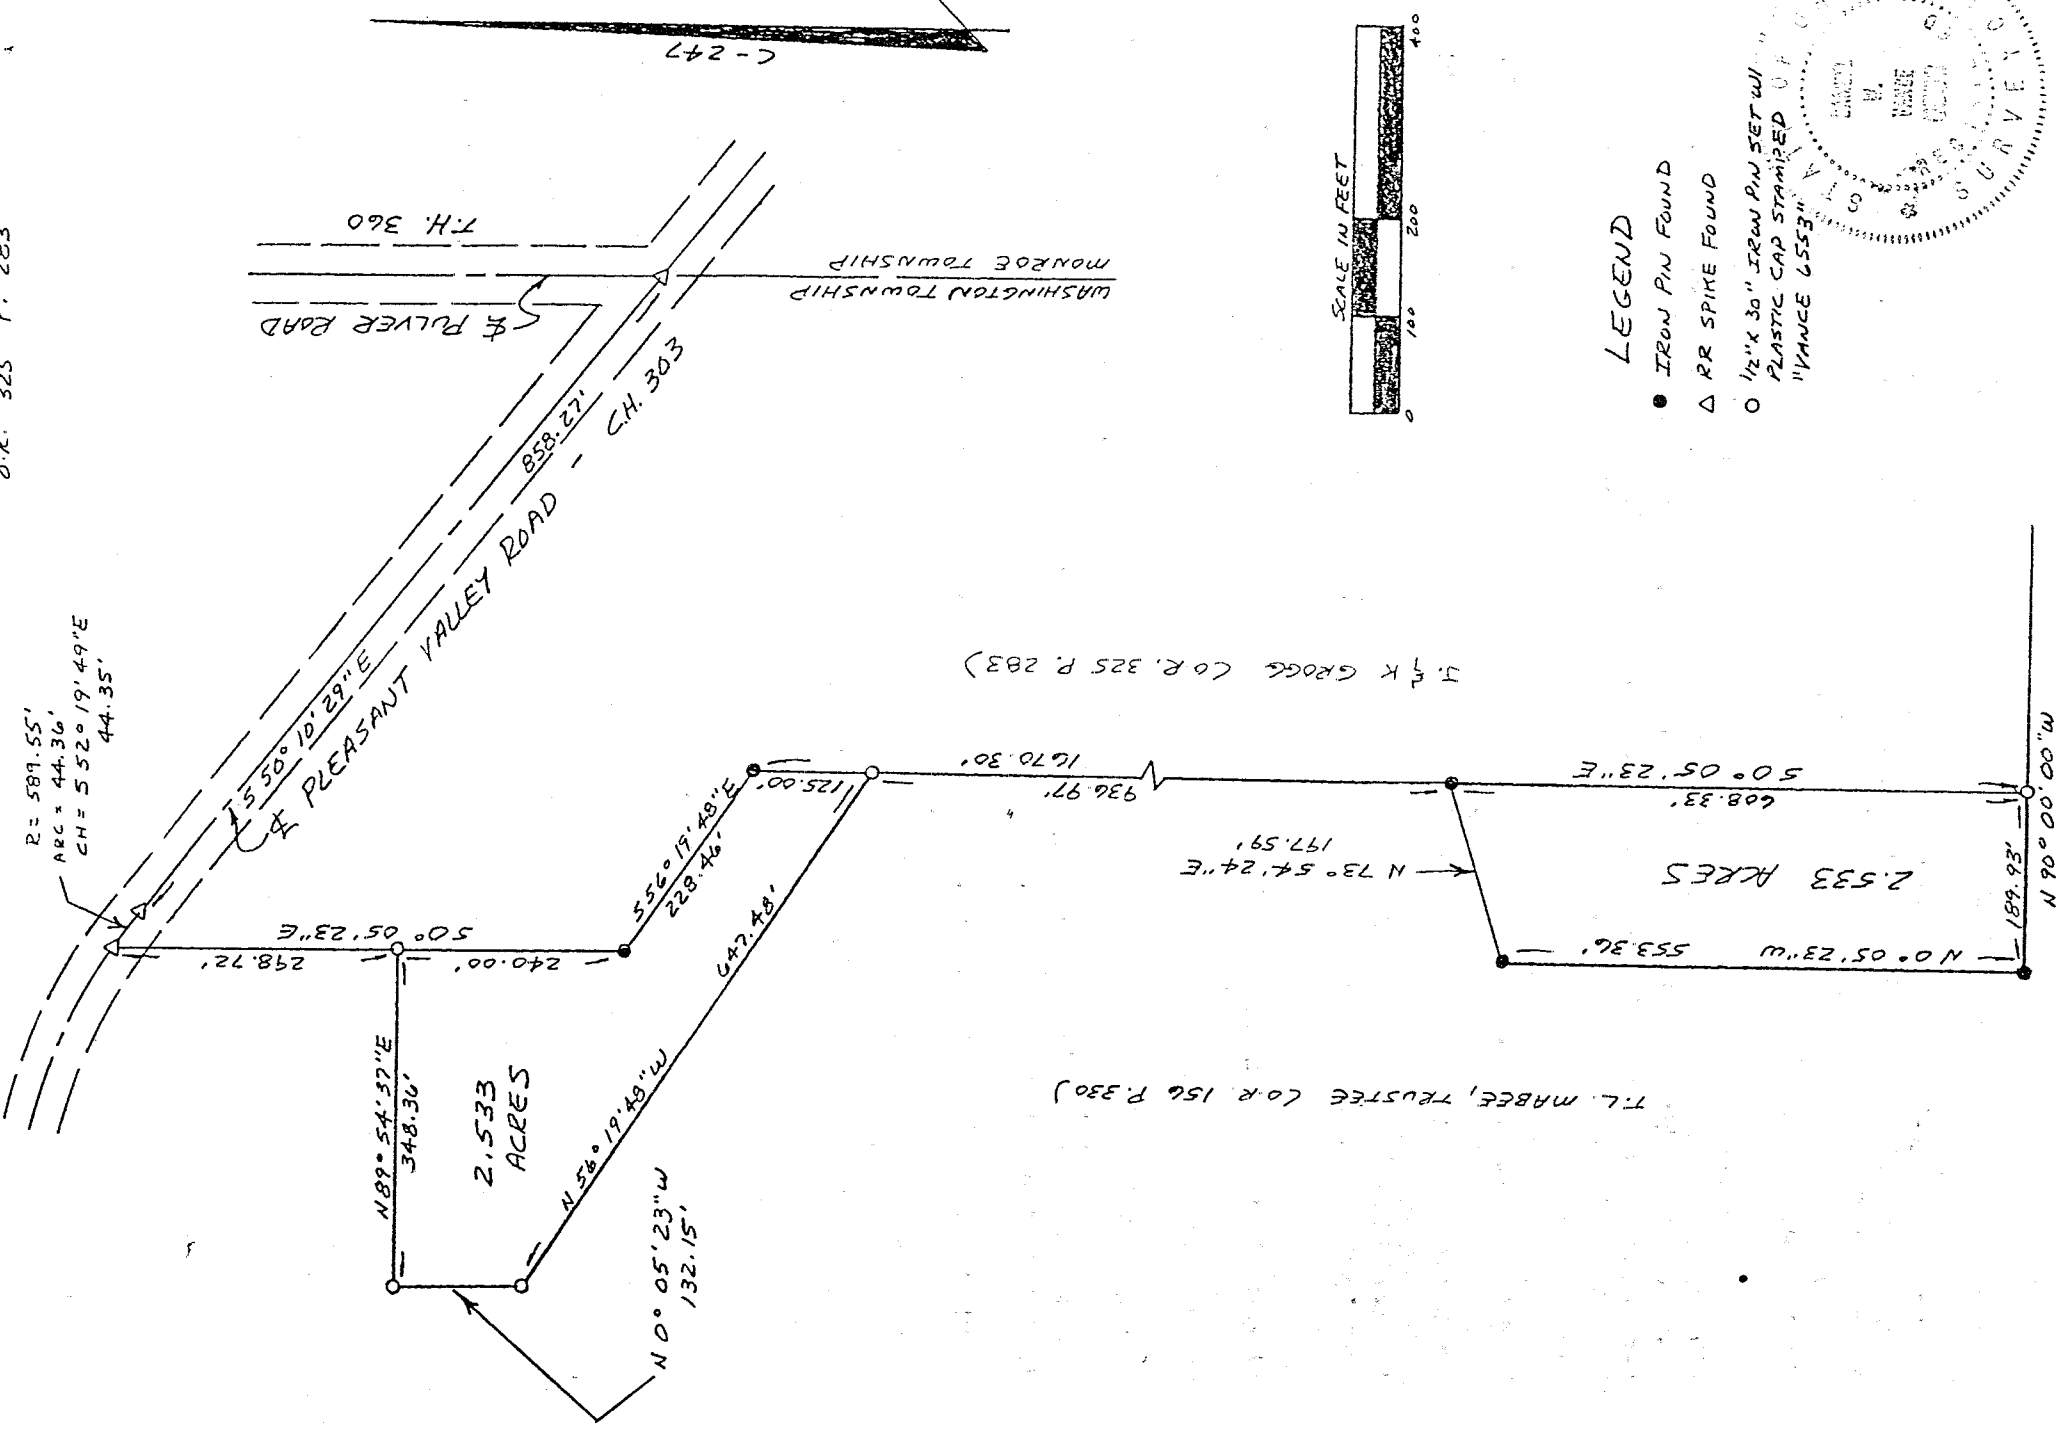 O.R. 325 P. 283
C-247
R = 589.55'
ARC = 44.36'
CH = S 52° 19' 49" E
44.35'
T.H. 360
℄ PULVER ROAD
MONROE TOWNSHIP
WASHINGTON TOWNSHIP
858.27'
S 50° 10' 29" E
℄ PLEASANT VALLEY ROAD - C.H. 303
S 0° 05' 23" E
298.72'
240.00'
S 56° 19' 48" E
228.46'
125.00'
1670.30'
936.97'
S 0° 05' 23" E
608.33'
J. & K GROGG (O.R. 325 P. 283)
N 73° 54' 24" E
197.59'
2.533 ACRES
189.93'
N 90° 00' 00" W
N 0° 05' 23" W 553.36'
N 89° 54' 37" E
348.36'
2.533
ACRES
647.48'
N 56° 19' 48" W
N 0° 05' 23" W
132.15'
T.L. MABEE, TRUSTEE (O.R. 156 P. 330)
SCALE IN FEET
0 100 200 400
LEGEND
● IRON PIN FOUND
△ RR SPIKE FOUND
○ 1/2" X 30" IRON PIN SET W/
PLASTIC CAP STAMPED
"VANCE 6553"
VANCE
SURVEYO